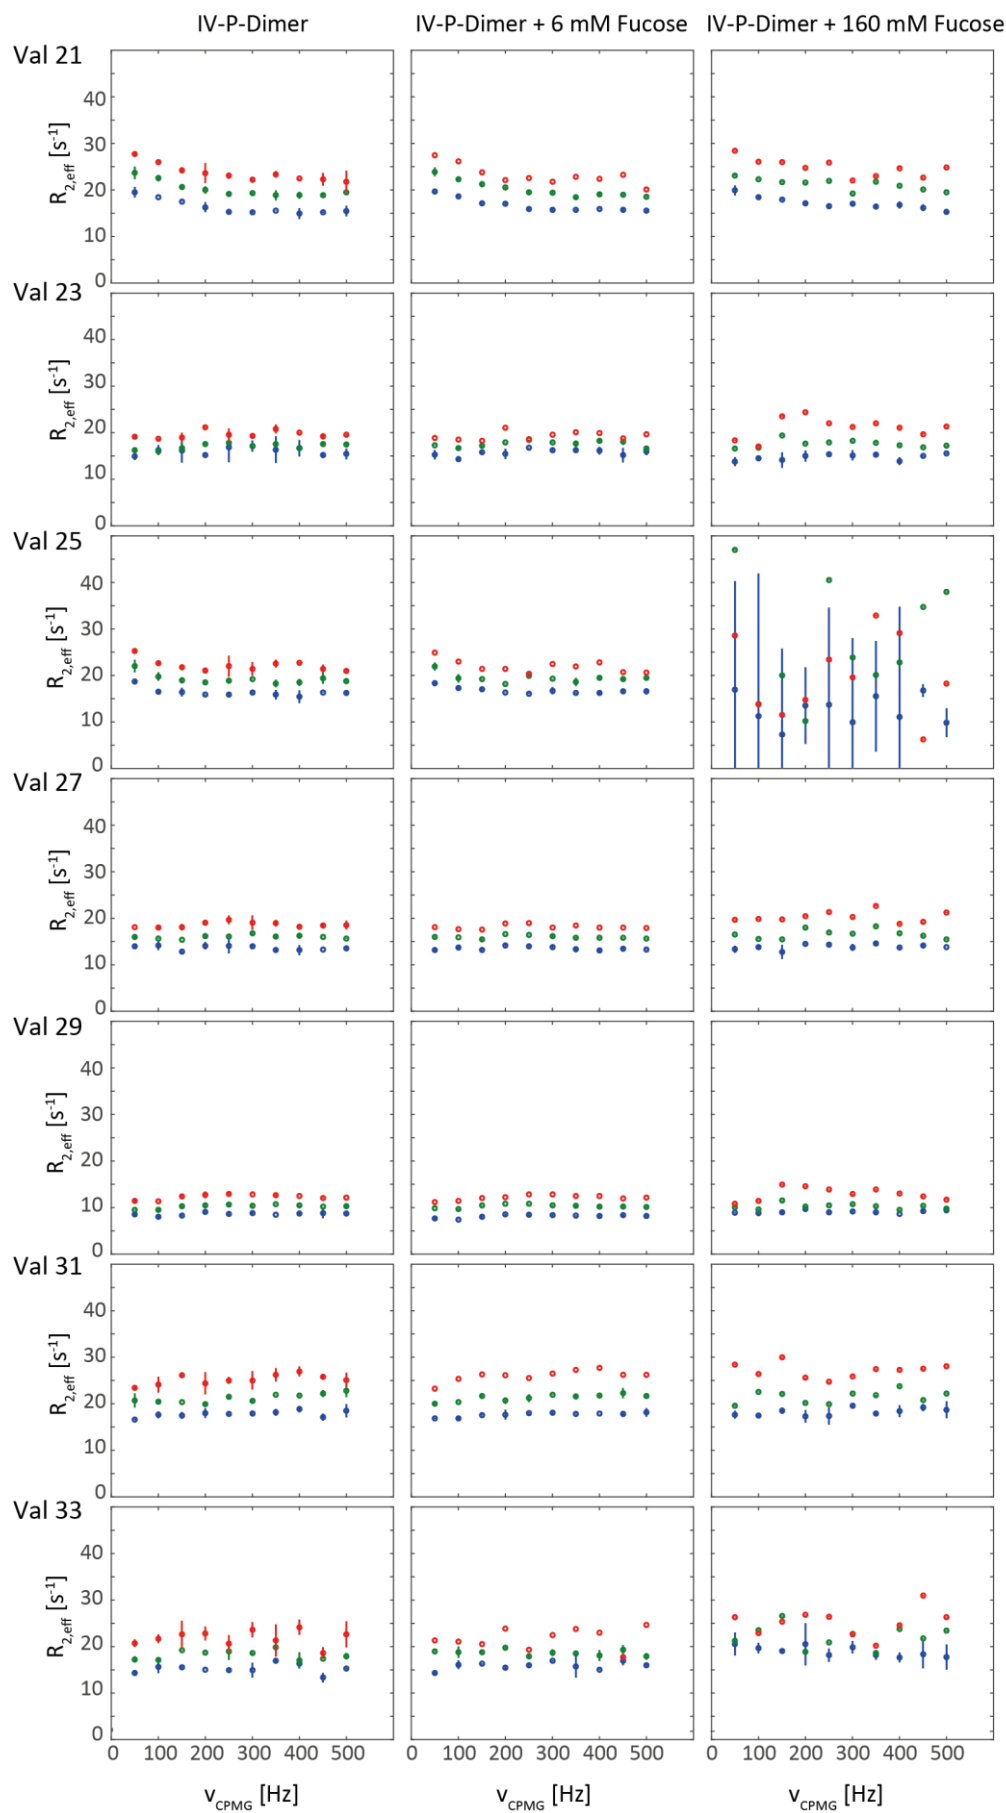 IV-P-Dimer IV-P-Dimer + 6 mM Fucose IV-P-Dimer + 160 mM Fucose
Val 21
R2,eff [s-1]
40
30
20
10
0
Val 23
R2,eff [s-1]
40
30
20
10
0
Val 25
R2,eff [s-1]
40
30
20
10
0
Val 27
R2,eff [s-1]
40
30
20
10
0
Val 29
R2,eff [s-1]
40
30
20
10
0
Val 31
R2,eff [s-1]
40
30
20
10
0
Val 33
R2,eff [s-1]
40
30
20
10
0
0 100 200 300 400 500 0 100 200 300 400 500 0 100 200 300 400 500
νCPMG [Hz] νCPMG [Hz] νCPMG [Hz]